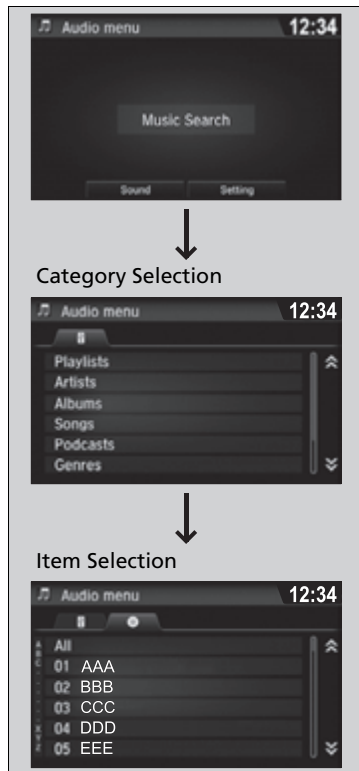 Audio menu 12:34
Music Search
Sound Setting
Category Selection
Audio menu 12:34
Playlists
Artists
Albums
Songs
Podcasts
Genres
Item Selection
Audio menu 12:34
All
01 AAA
02 BBB
03 CCC
04 DDD
05 EEE